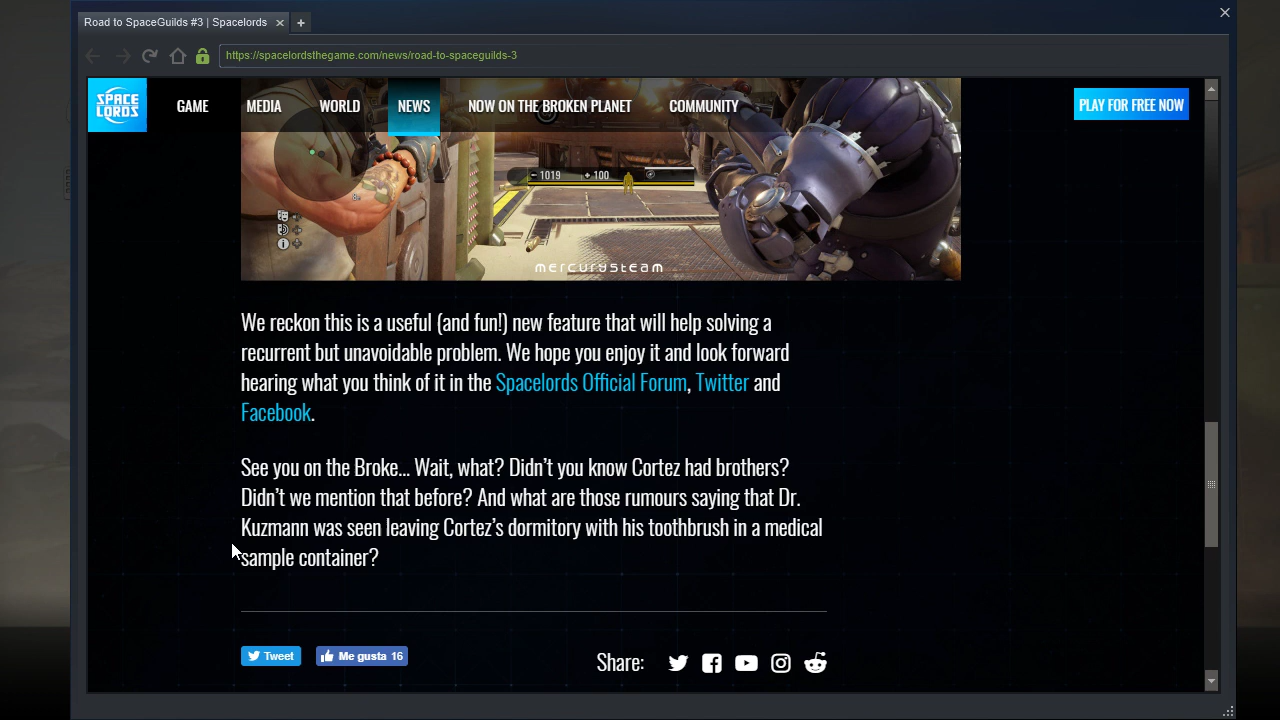 Road to SpaceGuilds #3 | Spacelords
https://spacelordsthegame.com/news/road-to-spaceguilds-3
SPACE
LORDS
GAME
MEDIA
WORLD
NEWS
NOW ON THE BROKEN PLANET
COMMUNITY
PLAY FOR FREE NOW
1019
100
mercurysteam
We reckon this is a useful (and fun!) new feature that will help solving a
recurrent but unavoidable problem. We hope you enjoy it and look forward
hearing what you think of it in the Spacelords Official Forum, Twitter and
Facebook.
See you on the Broke... Wait, what? Didn't you know Cortez had brothers?
Didn't we mention that before? And what are those rumours saying that Dr.
Kuzmann was seen leaving Cortez's dormitory with his toothbrush in a medical
sample container?
Tweet
Me gusta 16
Share: